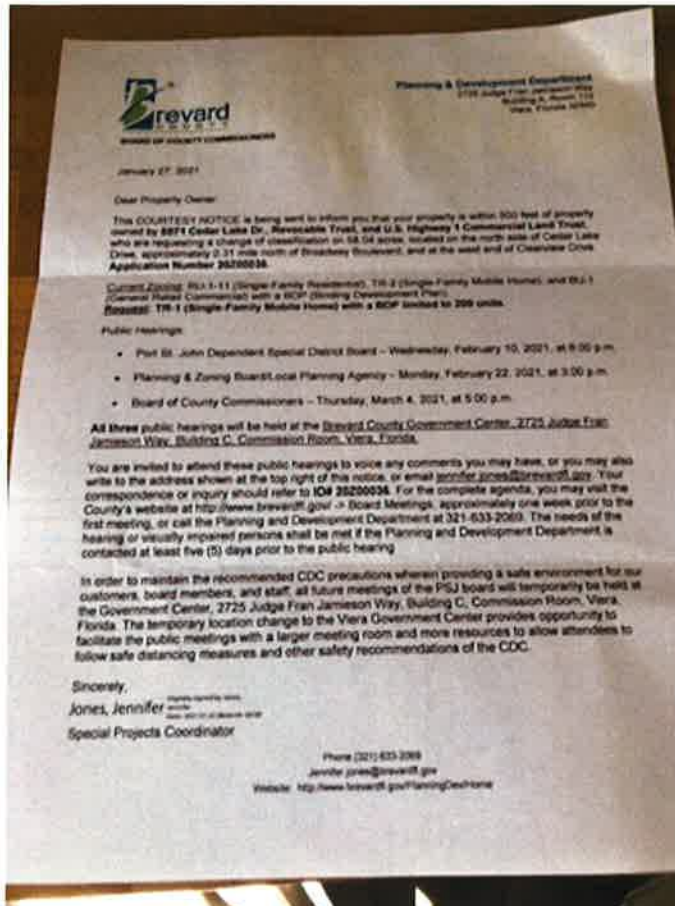 Brevard
COUNTY
BOARD OF COUNTY COMMISSIONERS
Planning & Development Department
2725 Judge Fran Jamieson Way
Building A, Room
Viera, Florida 32940
January 27, 2021
Dear Property Owner:
This COURTESY NOTICE is being sent to inform you that your property is within 500 feet of property
owned by 6871 Cedar Lake Dr., Revocable Trust, and U.S. Highway 1 Commercial Land Trust,
who are requesting a change of classification on acres, located on the north side of Cedar Lake
Drive, approximately 0.31 mile north of Broadway Boulevard, and at the west end of Clearview Drive.
Application Number 20Z00036.
Current Zoning: RU-1-11 (Single-Family Residential), TR-2 (Single-Family Mobile Home), and BU-1
(General Retail Commercial) with a BDP (Binding Development Plan).
Request: TR-1 (Single-Family Mobile Home) with a BDP limited to 200 units.
Public Hearings:
• Port St. John Dependent Special District Board – Wednesday, February 10, 2021, at 6:00 p.m.
• Planning & Zoning Board/Local Planning Agency – Monday, February 22, 2021, at 3:00 p.m.
• Board of County Commissioners – Thursday, March 4, 2021, at 5:00 p.m.
All three public hearings will be held at the Brevard County Government Center, 2725 Judge Fran
Jamieson Way, Building C, Commission Room, Viera, Florida.
You are invited to attend these public hearings to voice any comments you may have, or you may also
write to the address shown at the top right of this notice, or email jennifer.jones@brevardfl.gov. Your
correspondence or inquiry should refer to ID# 20Z00036. For the complete agenda, you may visit the
County's website at http://www.brevardfl.gov/ -> Board Meetings, approximately one week prior to the
first meeting, or call the Planning and Development Department at 321-633-2069. The needs of the
hearing or visually impaired persons shall be met if the Planning and Development Department is
contacted at least five (5) days prior to the public hearing
In order to maintain the recommended CDC precautions wherein providing a safe environment for our
customers, board members, and staff, all future meetings of the PSJ board will temporarily be held at
the Government Center, 2725 Judge Fran Jamieson Way, Building C, Commission Room, Viera,
Florida. The temporary location change to the Viera Government Center provides opportunity to
facilitate the public meetings with a larger meeting room and more resources to allow attendees to
follow safe distancing measures and other safety recommendations of the CDC.
Sincerely,
Jones, Jennifer
Special Projects Coordinator
Phone (321) 633-2069
Jennifer.jones@brevardfl.gov
Website: http://www.brevardfl.gov/PlanningDev/Home